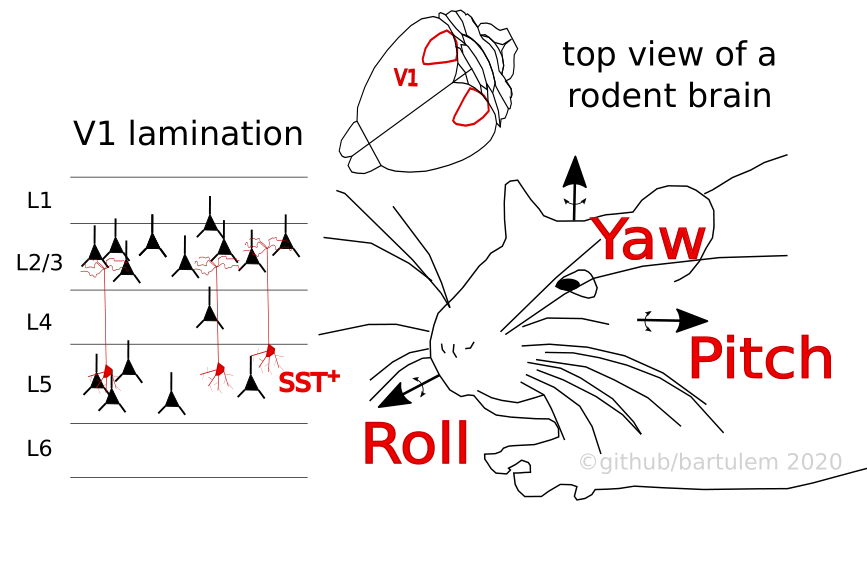 top view of a
rodent brain
V1
V1 lamination
L1
L2/3
L4
L5
L6
SST⁺
Yaw
Pitch
Roll
©github/bartulem 2020